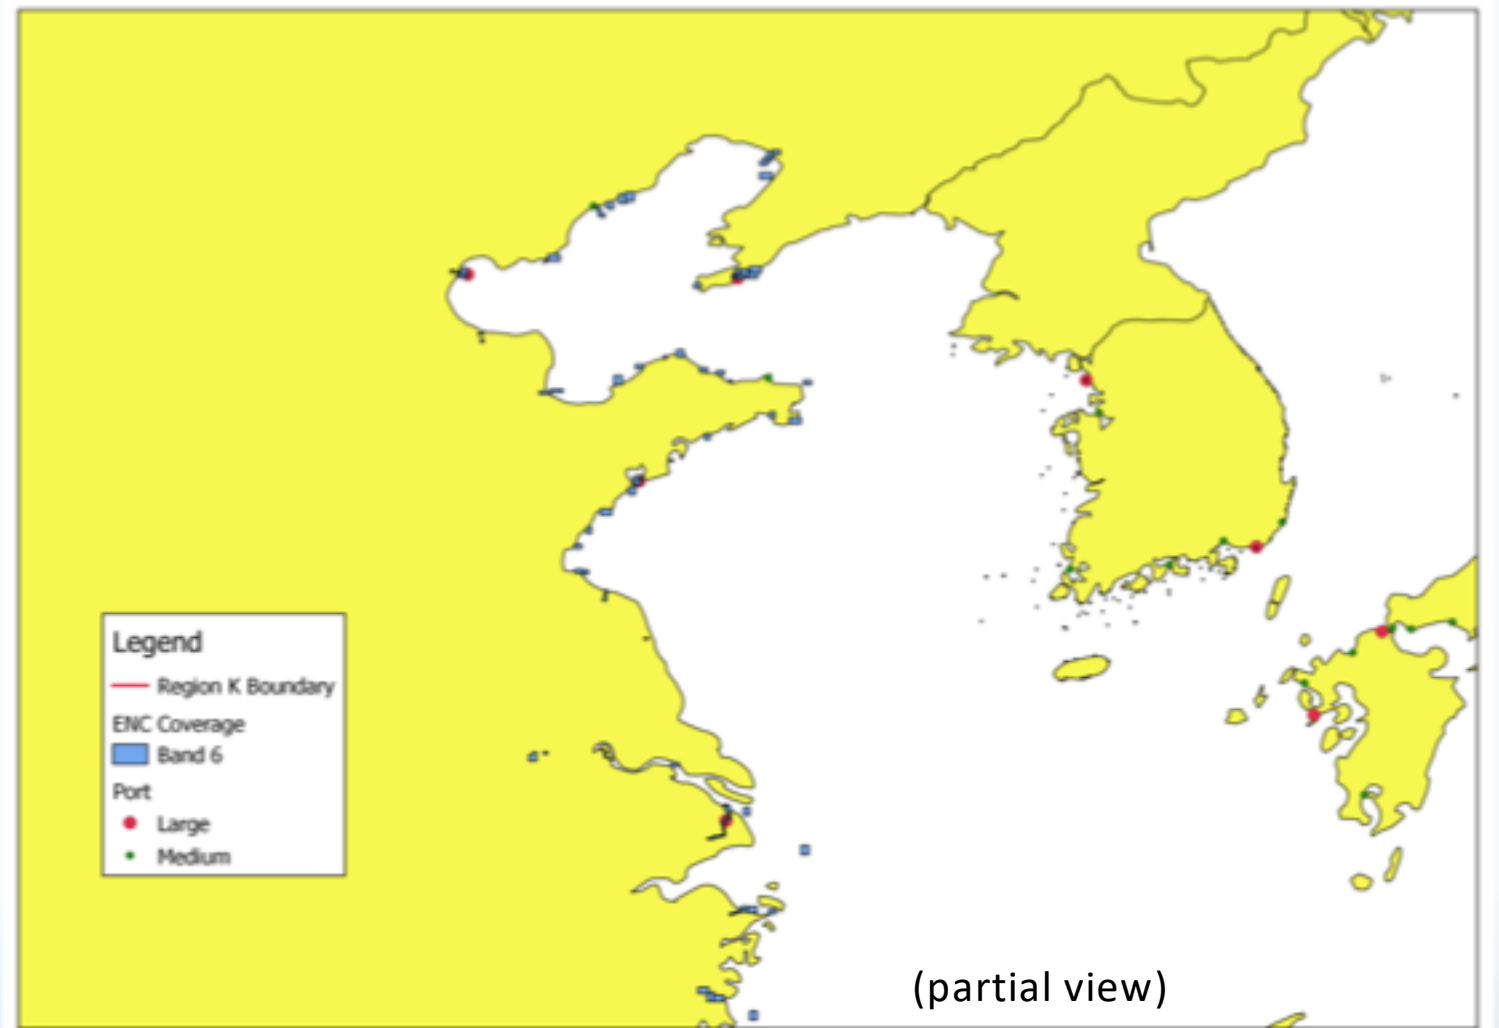 Legend
Region K Boundary
ENC Coverage
Band 6
Port
Large
Medium
(partial view)